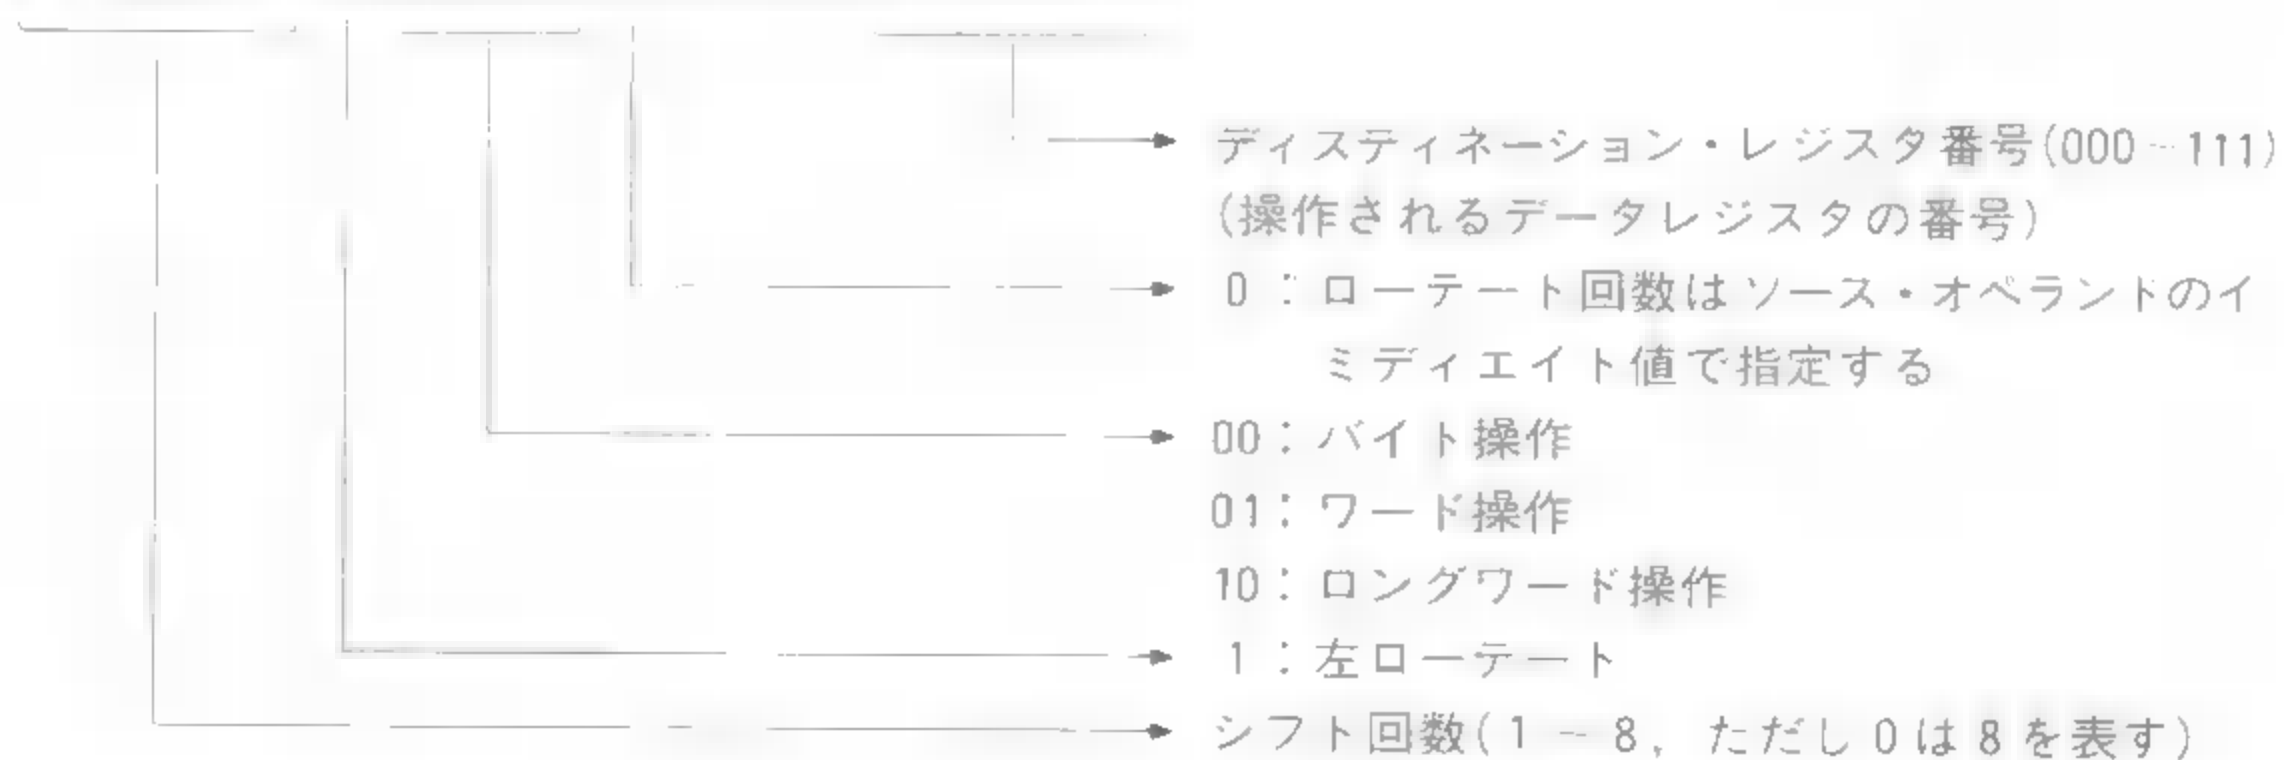 ディスティネーション・レジスタ番号(000－111)
(操作されるデータレジスタの番号)
0：ローテート回数はソース・オペランドのイ
ミディエイト値で指定する
00：バイト操作
01：ワード操作
10：ロングワード操作
1：左ローテート
シフト回数(1－8，ただし0は8を表す)